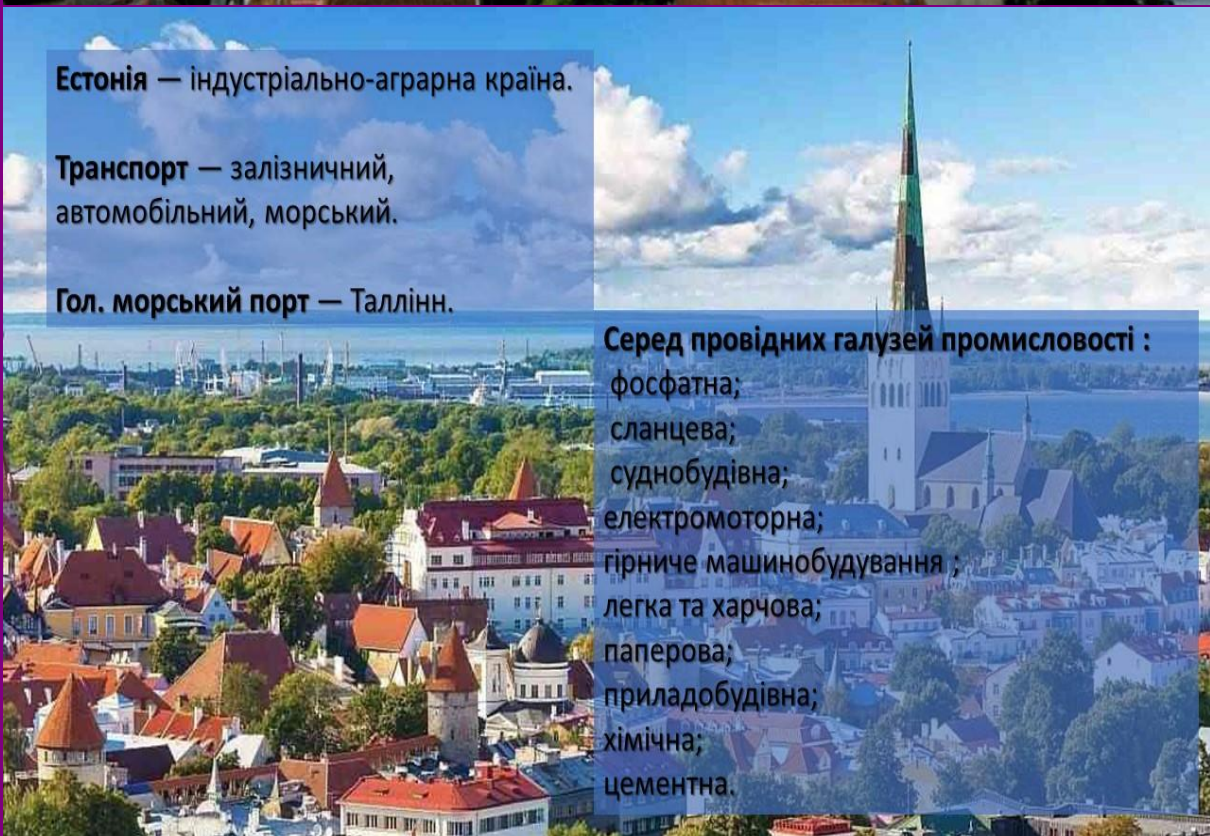 Естонія — індустріально-аграрна країна.
Транспорт — залізничний,
автомобільний, морський.
Гол. морський порт — Таллінн.
Серед провідних галузей промисловості :
фосфатна;
сланцева;
суднобудівна;
електромоторна;
гірниче машинобудування ;
легка та харчова;
паперова;
приладобудівна;
хімічна;
цементна.